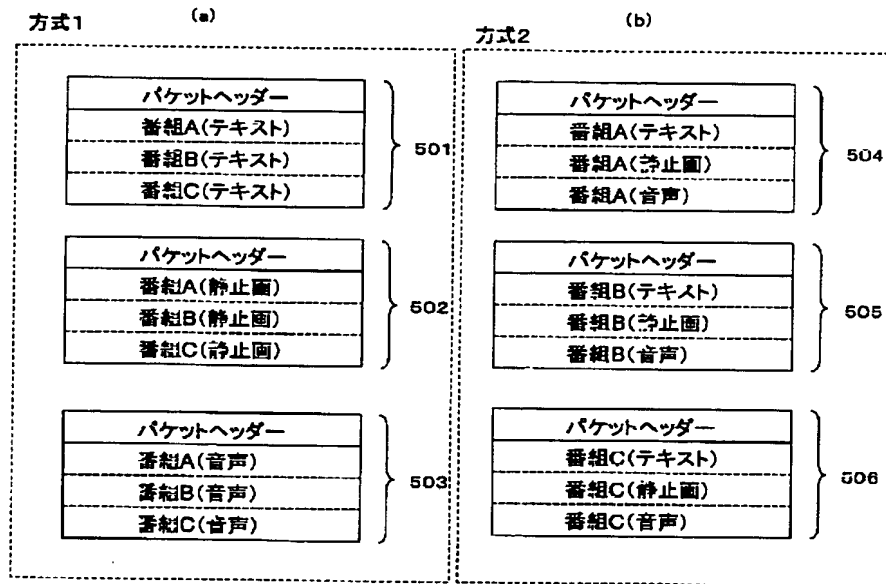 方式1
(a)
パケットヘッダー
番組A(テキスト)
番組B(テキスト)
番組C(テキスト)
501
パケットヘッダー
番組A(静止画)
番組B(静止画)
番組C(静止画)
502
パケットヘッダー
番組A(音声)
番組B(音声)
番組C(音声)
503
方式2
(b)
パケットヘッダー
番組A(テキスト)
番組A(静止画)
番組A(音声)
504
パケットヘッダー
番組B(テキスト)
番組B(静止画)
番組B(音声)
505
パケットヘッダー
番組C(テキスト)
番組C(静止画)
番組C(音声)
506